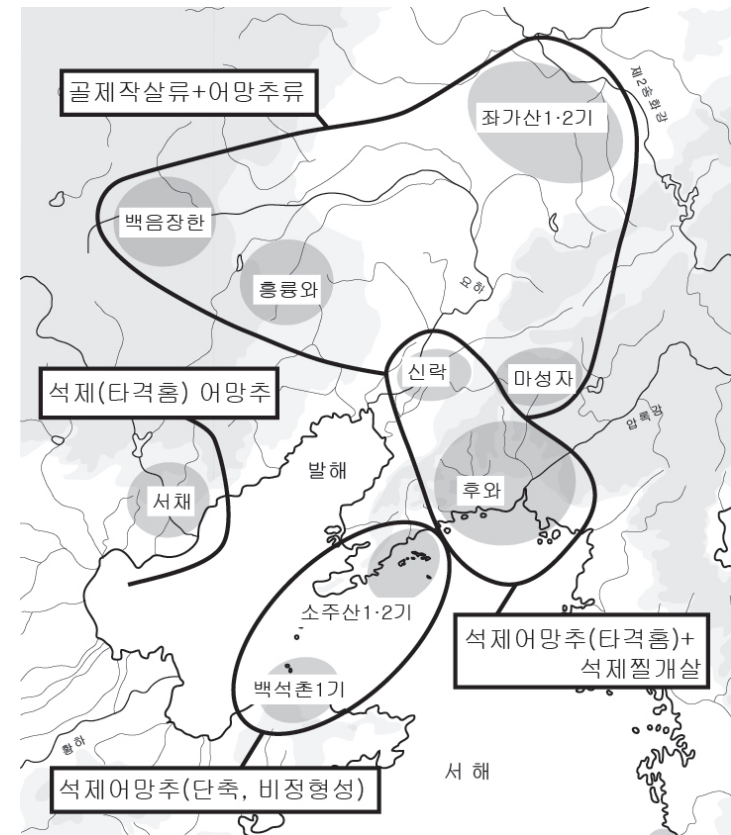 골제작살류+어망추류
제2송화강
좌가산1·2기
백음장한
흥륭와
요하
신락
마성자
석제(타격홈) 어망추
압록강
발해
후와
서채
소주산1·2기
석제어망추(타격홈)+
석제찔개살
백석촌1기
황하
서해
석제어망추(단축, 비정형성)